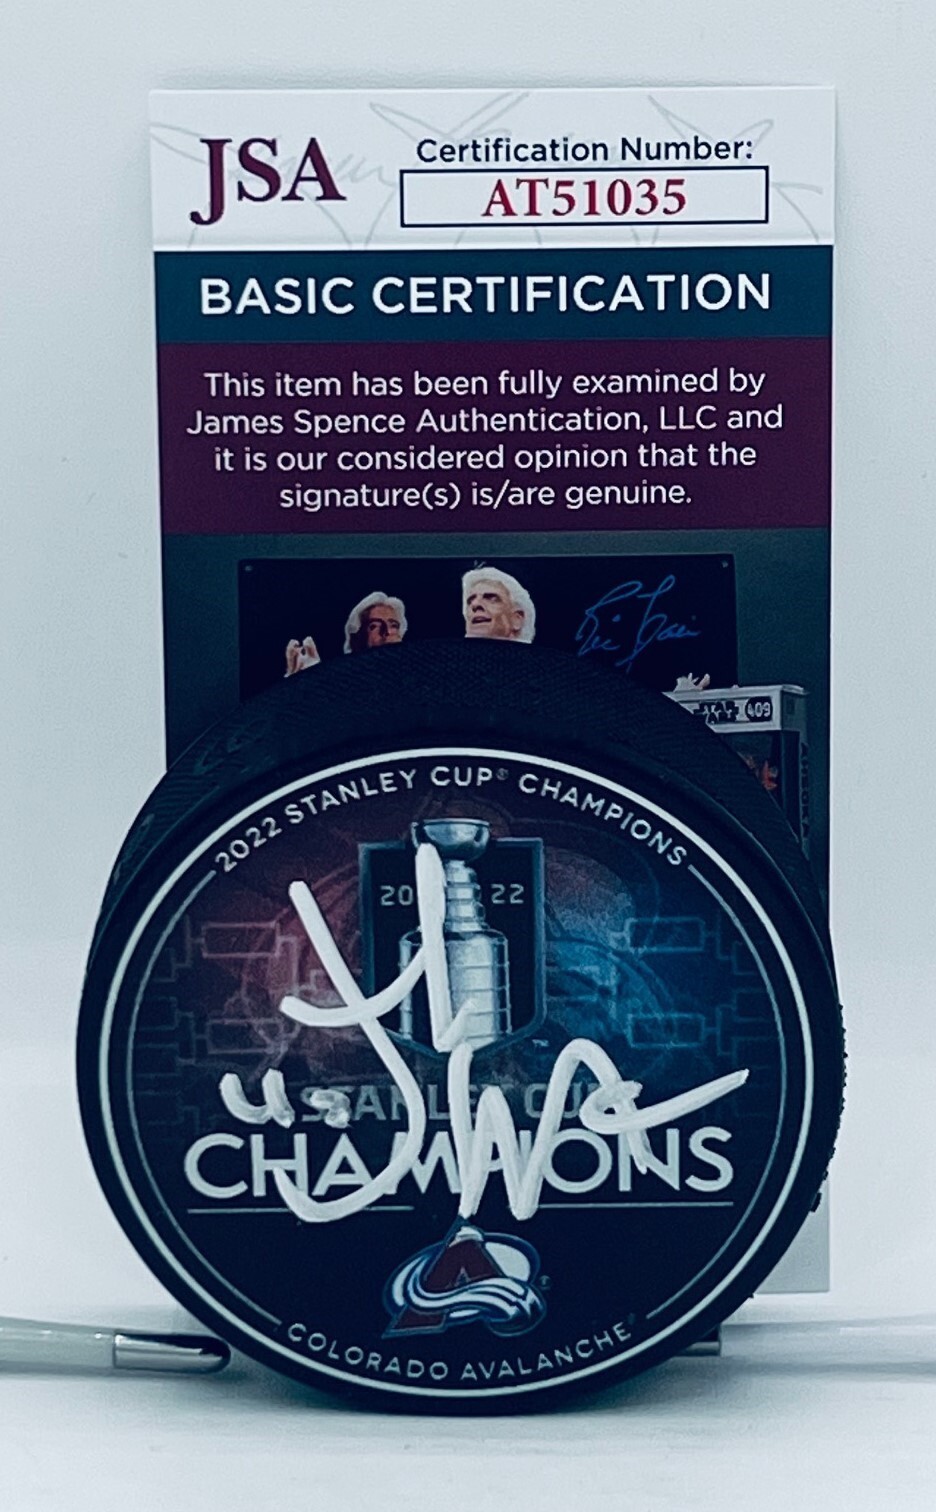 JSA
Certification Number:
AT51035
BASIC CERTIFICATION
This item has been fully examined by
James Spence Authentication, LLC and
it is our considered opinion that the
signature(s) is/are genuine.
409
2022 STANLEY CUP® CHAMPIONS
20 22
STANLEY CUP
CHAMPIONS
COLORADO AVALANCHE